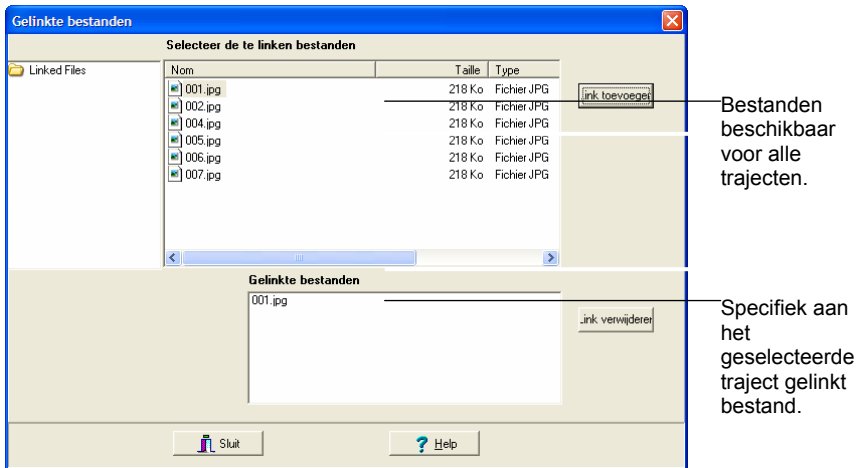 Gelinkte bestanden
Selecteer de te linken bestanden
Linked Files
Nom Taille Type
001.jpg 218 Ko Fichier JPG
002.jpg 218 Ko Fichier JPG
004.jpg 218 Ko Fichier JPG
005.jpg 218 Ko Fichier JPG
006.jpg 218 Ko Fichier JPG
007.jpg 218 Ko Fichier JPG
ink toevoeger
Bestanden
beschikbaar
voor alle
trajecten.
Gelinkte bestanden
001.jpg
ink verwijderer
Specifiek aan
het
geselecteerde
traject gelinkt
bestand.
Sluit
Help